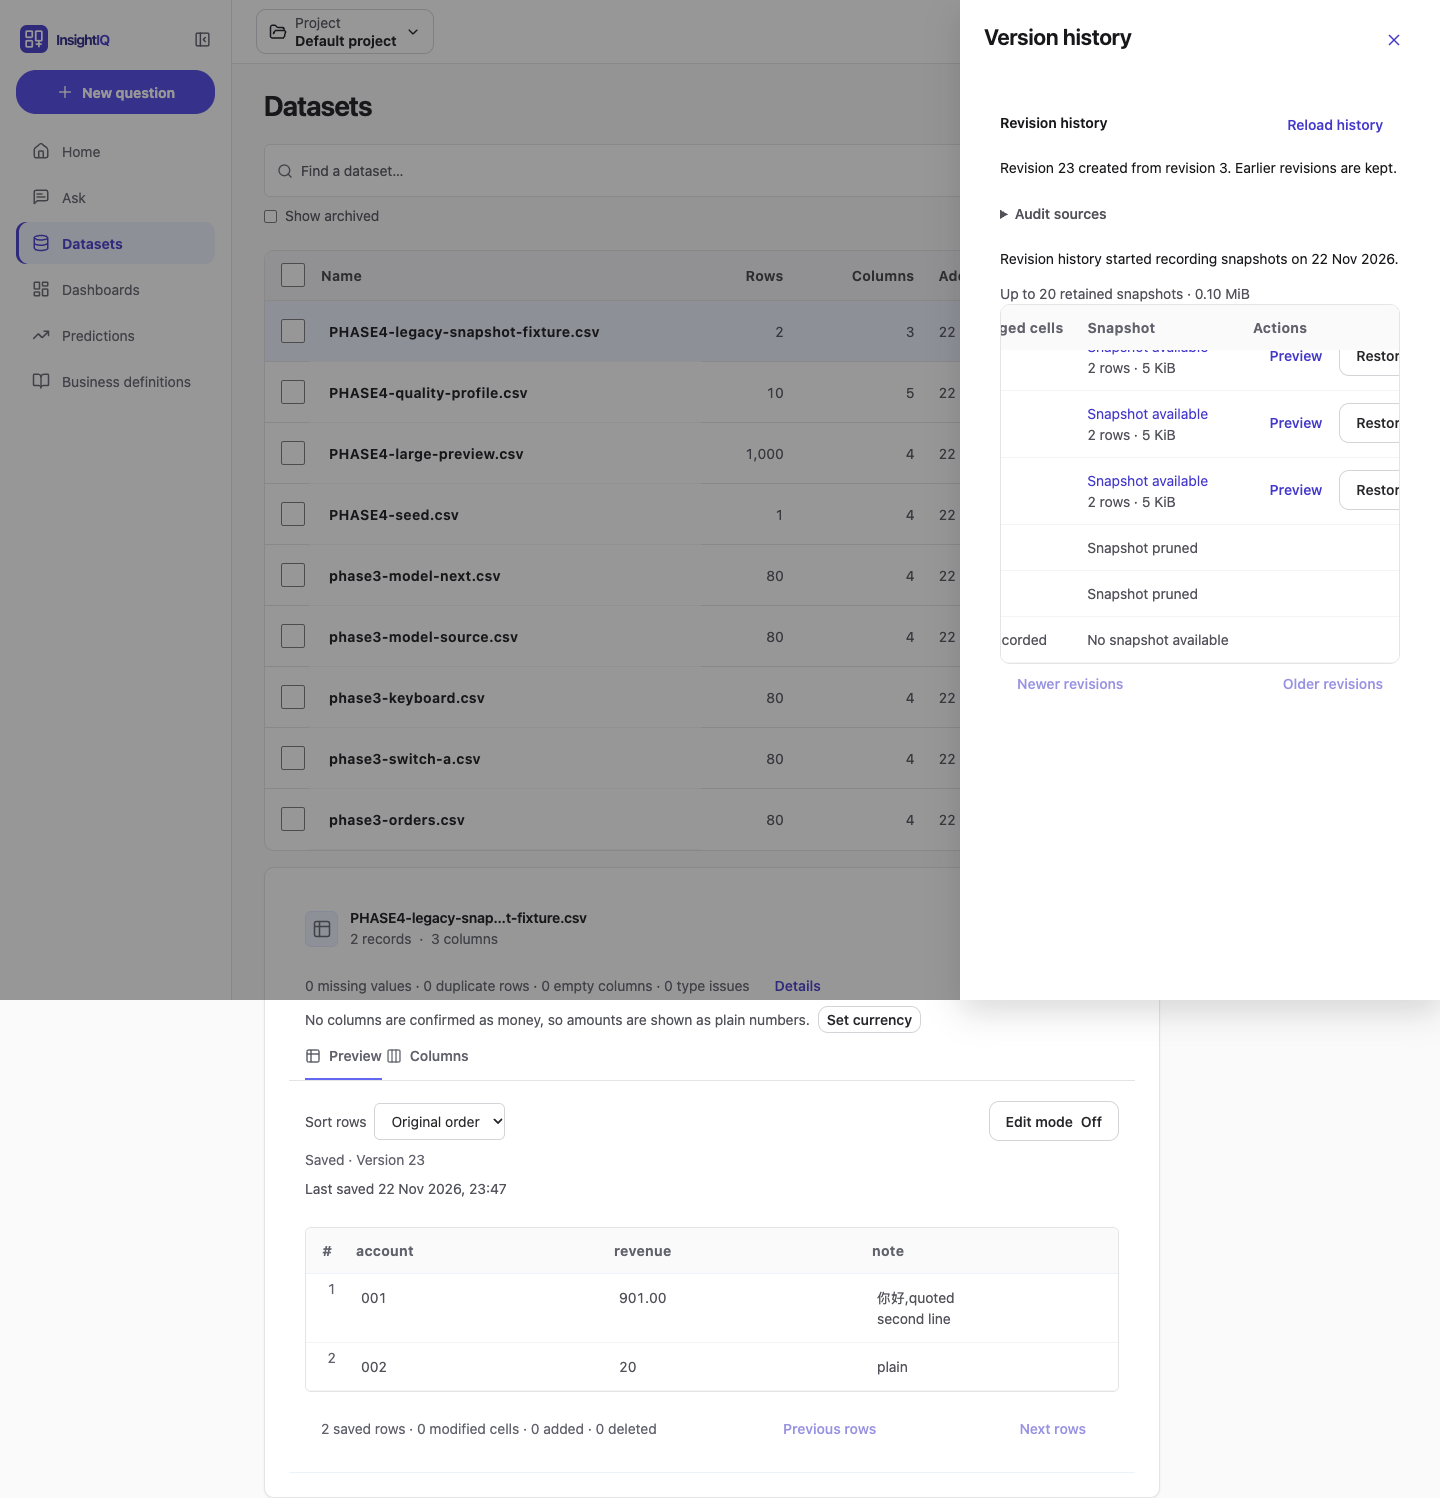 InsightIQ
New question
Home
Ask
Datasets
Dashboards
Predictions
Business definitions
Project
Default project
Datasets
Find a dataset...
Show archived
Name Rows Columns
PHASE4-legacy-snapshot-fixture.csv 2 3 22
PHASE4-quality-profile.csv 10 5 22
PHASE4-large-preview.csv 1,000 4 22
PHASE4-seed.csv 1 4 22
phase3-model-next.csv 80 4 22
phase3-model-source.csv 80 4 22
phase3-keyboard.csv 80 4 22
phase3-switch-a.csv 80 4 22
phase3-orders.csv 80 4 22
PHASE4-legacy-snap...t-fixture.csv
2 records · 3 columns
0 missing values · 0 duplicate rows · 0 empty columns · 0 type issues Details
No columns are confirmed as money, so amounts are shown as plain numbers. Set currency
Preview Columns
Sort rows Original order Edit mode Off
Saved · Version 23
Last saved 22 Nov 2026, 23:47
# account revenue note
1 001 901.00 你好,quoted
second line
2 002 20 plain
2 saved rows · 0 modified cells · 0 added · 0 deleted Previous rows Next rows
Version history
Revision history Reload history
Revision 23 created from revision 3. Earlier revisions are kept.
Audit sources
Revision history started recording snapshots on 22 Nov 2026.
Up to 20 retained snapshots · 0.10 MiB
ged cells Snapshot Actions
Snapshot available
2 rows · 5 KiB Preview Restor
Snapshot available
2 rows · 5 KiB Preview Restor
Snapshot available
2 rows · 5 KiB Preview Restor
Snapshot pruned
Snapshot pruned
corded No snapshot available
Newer revisions Older revisions